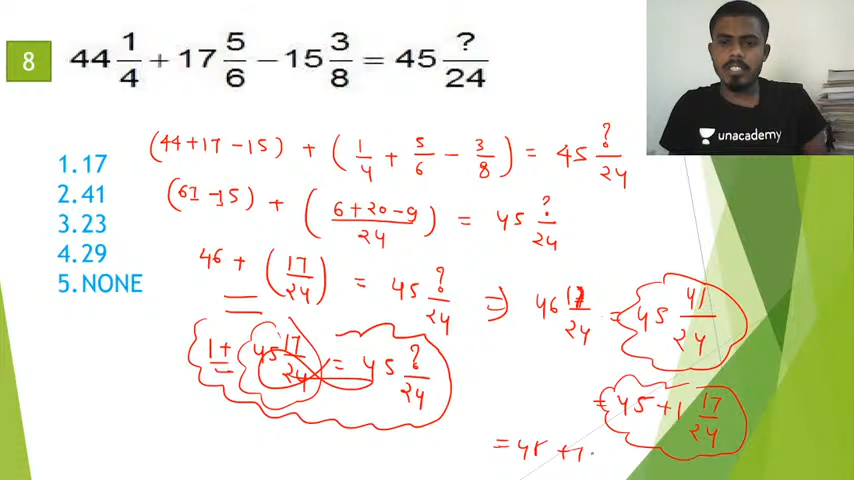 8
44 1/4 + 17 5/6 − 15 3/8 = 45 ?/24
unacademy
(44+17-15) + (1/4 + 5/6 - 3/8) = 45 ?/24
1.17
2.41
3.23
4.29
5.NONE
(61-15) + ((6+20-9)/24) = 45 ?/24
46 + (17/24) = 45 ?/24 ⇒ 46 17/24 = 45 41/24
1+ 45 17/24 = 45 ?/24
= 45+1 17/24
= 45 +1